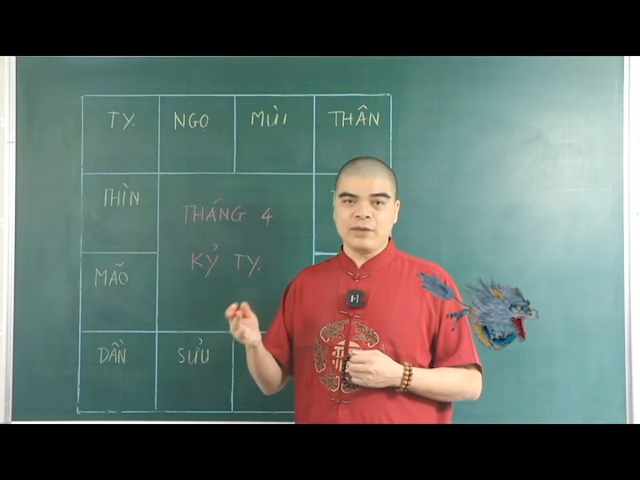 TỴ. NGỌ MÙI THÂN
THÌN
THÁNG 4
KỶ TỴ.
MÃO
DẦN SỬU